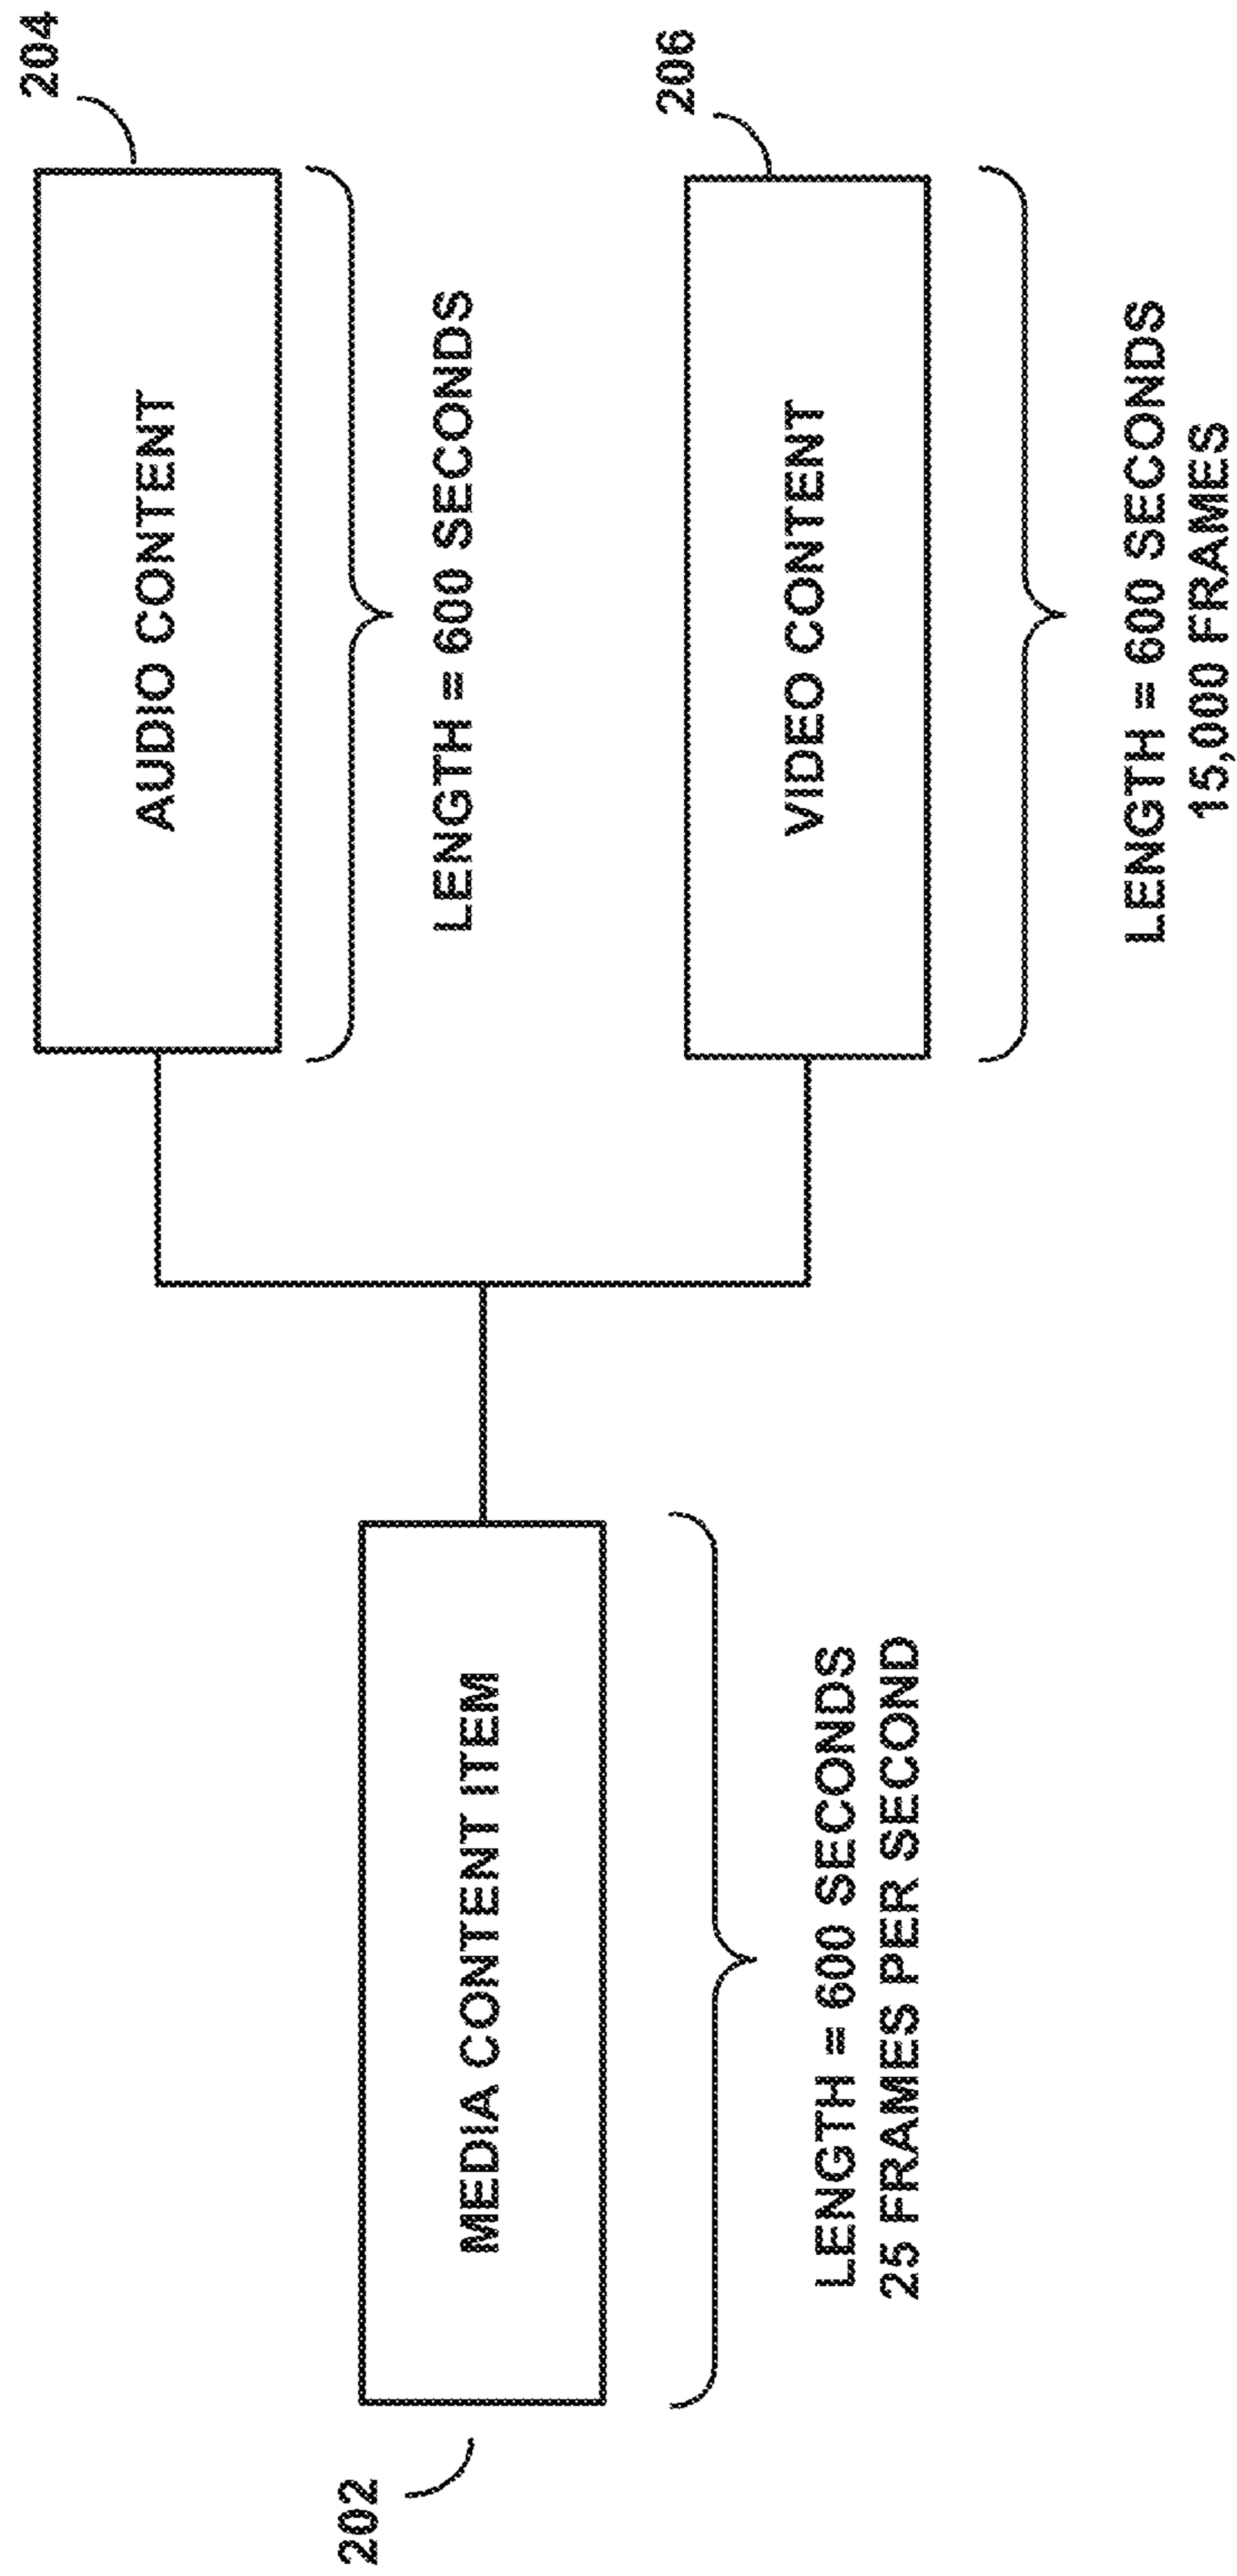 202
MEDIA CONTENT ITEM
LENGTH = 600 SECONDS
25 FRAMES PER SECOND
204
AUDIO CONTENT
LENGTH = 600 SECONDS
206
VIDEO CONTENT
LENGTH = 600 SECONDS
15,000 FRAMES